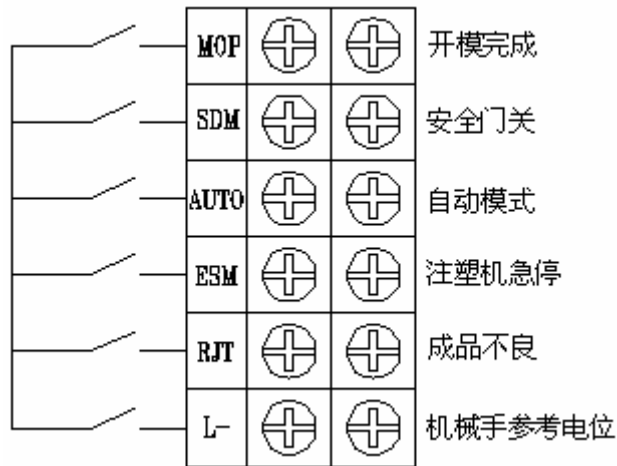 MOP 开模完成
SDM 安全门关
AUTO 自动模式
ESM 注塑机急停
RJT 成品不良
L- 机械手参考电位